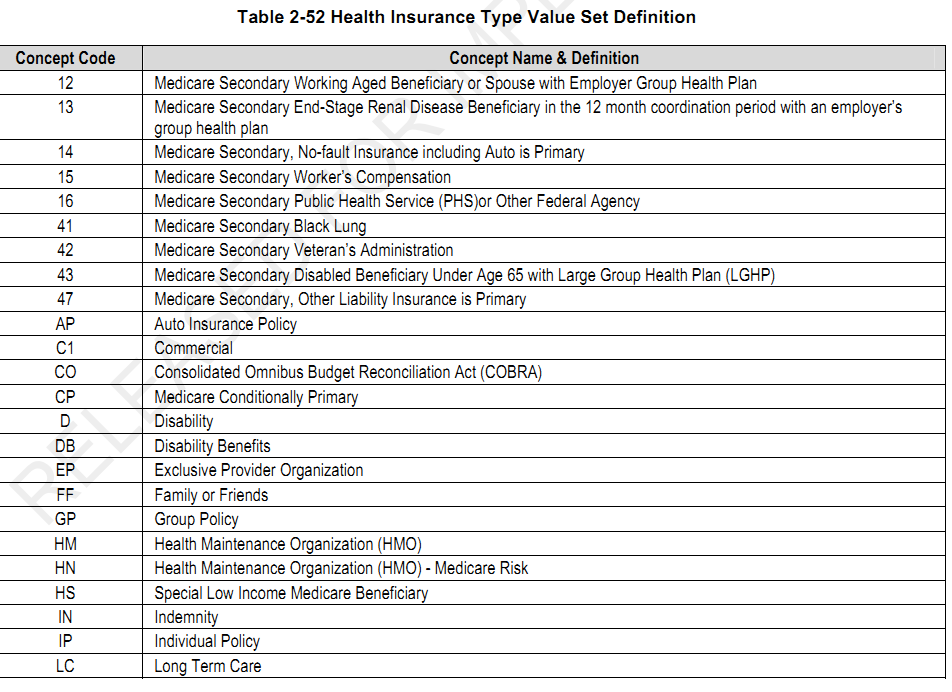 Table 2-52 Health Insurance Type Value Set Definition
Concept Code Concept Name & Definition
12 Medicare Secondary Working Aged Beneficiary or Spouse with Employer Group Health Plan
13 Medicare Secondary End-Stage Renal Disease Beneficiary in the 12 month coordination period with an employer's
group health plan
14 Medicare Secondary, No-fault Insurance including Auto is Primary
15 Medicare Secondary Worker's Compensation
16 Medicare Secondary Public Health Service (PHS)or Other Federal Agency
41 Medicare Secondary Black Lung
42 Medicare Secondary Veteran's Administration
43 Medicare Secondary Disabled Beneficiary Under Age 65 with Large Group Health Plan (LGHP)
47 Medicare Secondary, Other Liability Insurance is Primary
AP Auto Insurance Policy
C1 Commercial
CO Consolidated Omnibus Budget Reconciliation Act (COBRA)
CP Medicare Conditionally Primary
D Disability
DB Disability Benefits
EP Exclusive Provider Organization
FF Family or Friends
GP Group Policy
HM Health Maintenance Organization (HMO)
HN Health Maintenance Organization (HMO) - Medicare Risk
HS Special Low Income Medicare Beneficiary
IN Indemnity
IP Individual Policy
LC Long Term Care